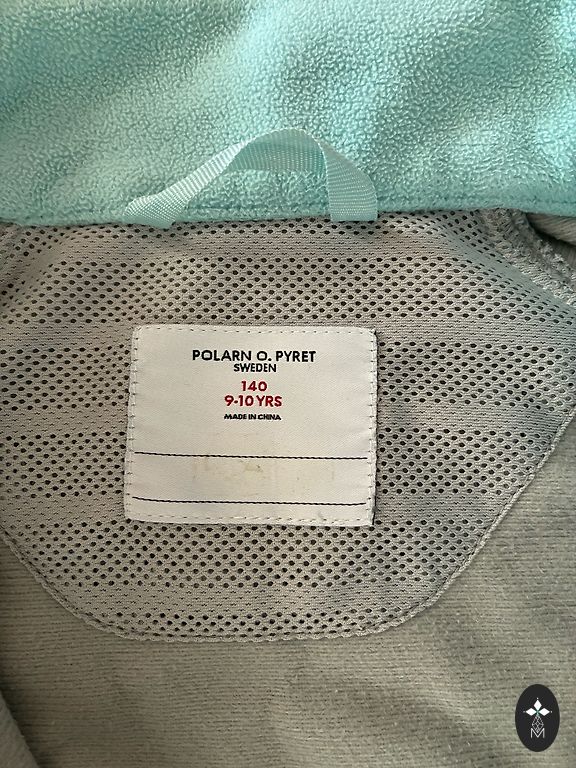 POLARN O. PYRET
SWEDEN
140
9-10 YRS
MADE IN CHINA
M